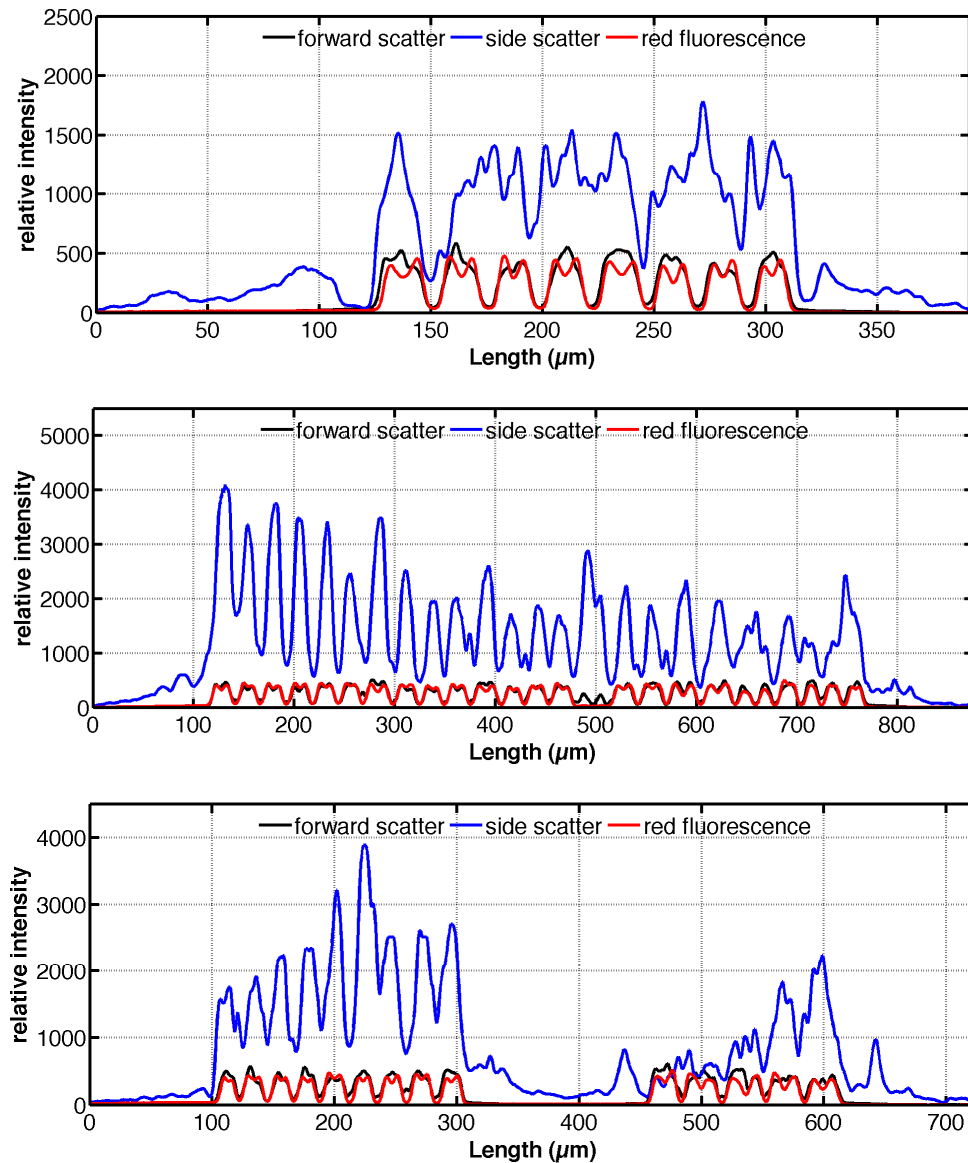 2500
forward scatter side scatter red fluorescence
2000
1500
1000
500
0
relative intensity
0 50 100 150 200 250 300 350
Length (µm)
5000
forward scatter side scatter red fluorescence
4000
3000
2000
1000
0
relative intensity
0 100 200 300 400 500 600 700 800
Length (µm)
forward scatter side scatter red fluorescence
4000
3000
2000
1000
0
relative intensity
0 100 200 300 400 500 600 700
Length (µm)